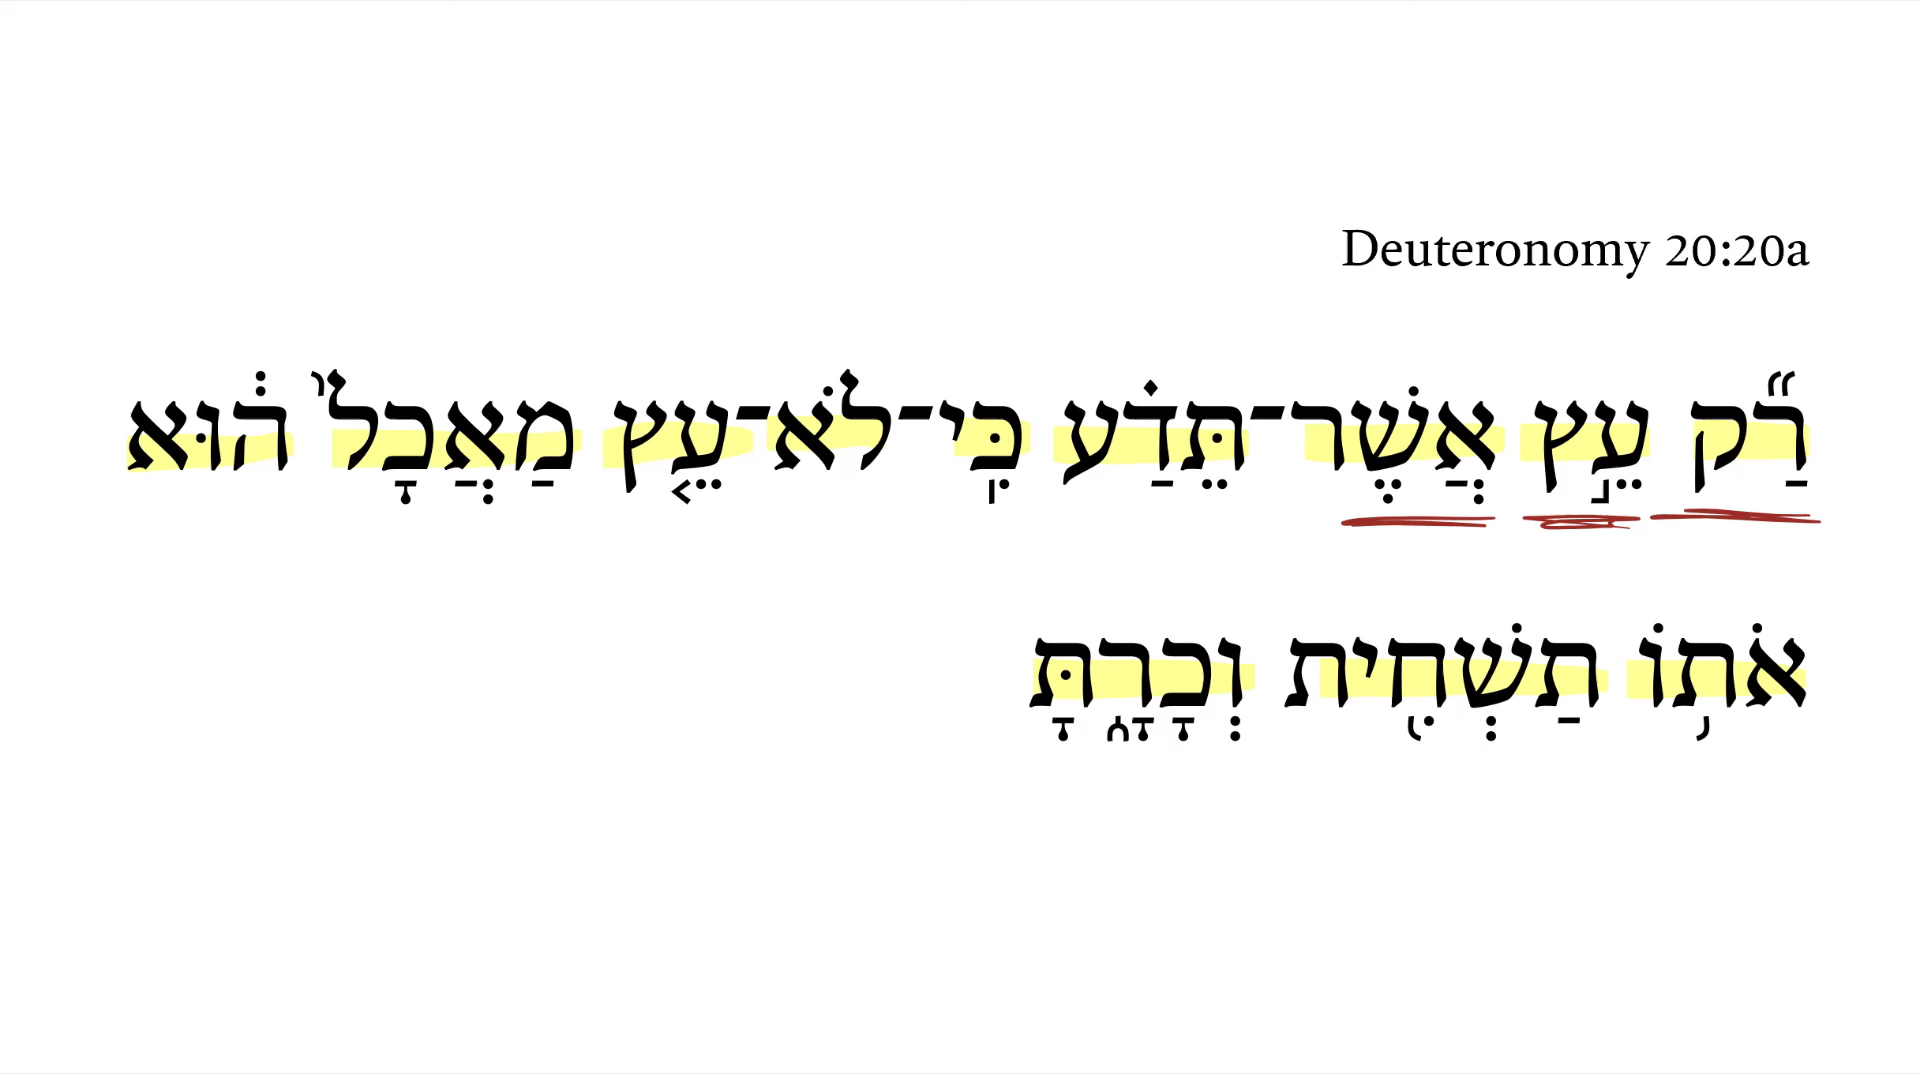 Deuteronomy 20:20a
רַ֞ק עֵ֣ץ אֲשֶׁר־תֵּדַ֗ע כִּֽי־לֹא־עֵ֤ץ מַאֲכָל֙ ה֔וּא
אֹת֥וֹ תַשְׁחִ֖ית וְכָרָ֑תָּ